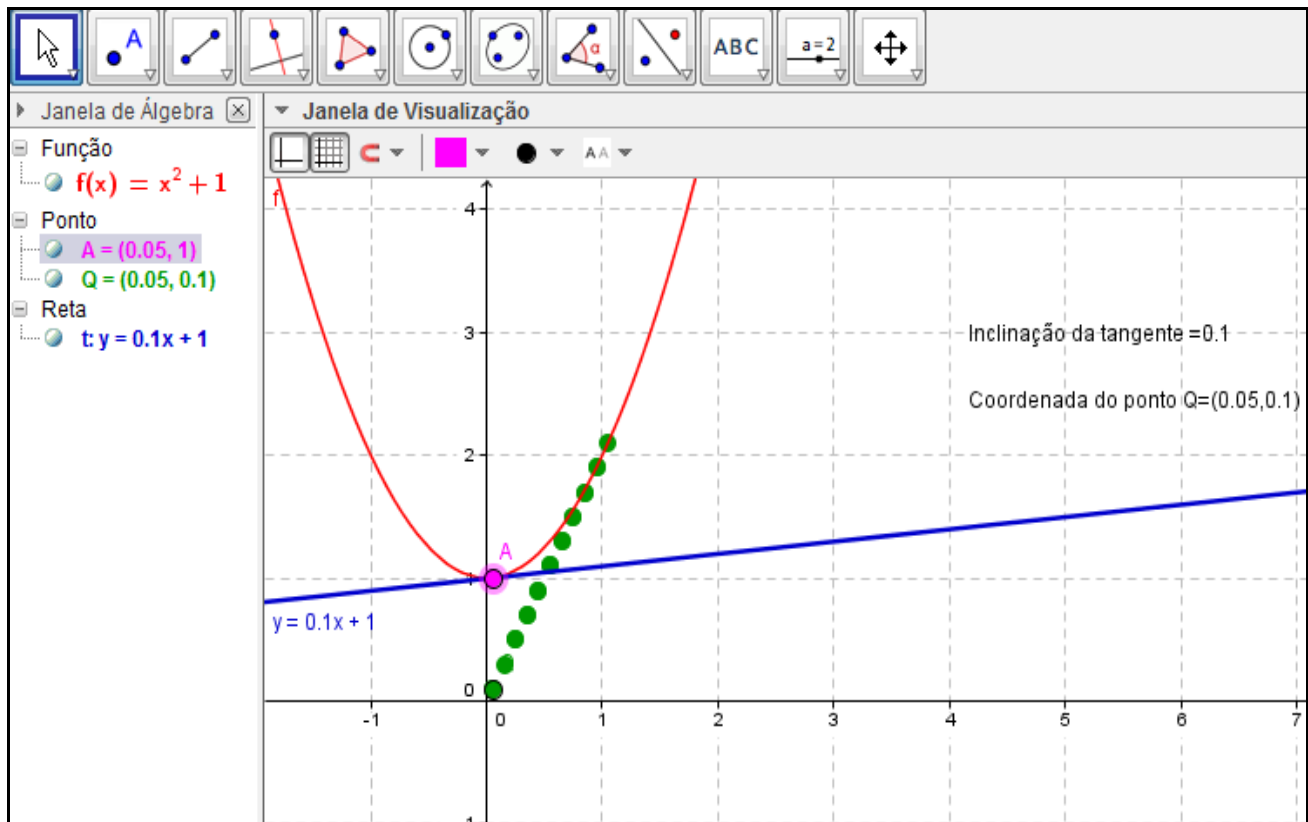 A
α
ABC
a=2
Janela de Álgebra
Janela de Visualização
AA
Função
f(x) = x² + 1
Ponto
A = (0.05, 1)
Q = (0.05, 0.1)
Reta
t: y = 0.1x + 1
f
4
3
Inclinação da tangente =0.1
Coordenada do ponto Q=(0.05,0.1)
2
A
1
y = 0.1x + 1
0
-1 0 1 2 3 4 5 6 7
-1